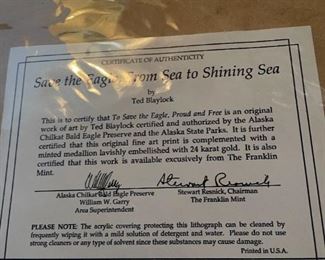 CERTIFICATE OF AUTHENTICITY
Save the Eagle, From Sea to Shining Sea
by
Ted Blaylock
This is to certify that To Save the Eagle, Proud and Free is an original
work of art by Ted Blaylock certified and authorized by the Alaska
Chilkat Bald Eagle Preserve and the Alaska State Parks. It is further
certified that this original fine art print is complemented with a
minted medallion lavishly embellished with 24 karat gold. It is also
certified that this work is available exclusively from The Franklin
Mint.
Stewart Resnick
Alaska Chilkat Bald Eagle Preserve Stewart Resnick, Chairman
William W. Garry The Franklin Mint
Area Superintendent
PLEASE NOTE: The acrylic covering protecting this lithograph can be cleaned by
frequently wiping it with a mild solution of detergent and water. Please do not use
strong cleaners or any type of solvent since these substances may cause damage.
Printed in U.S.A.